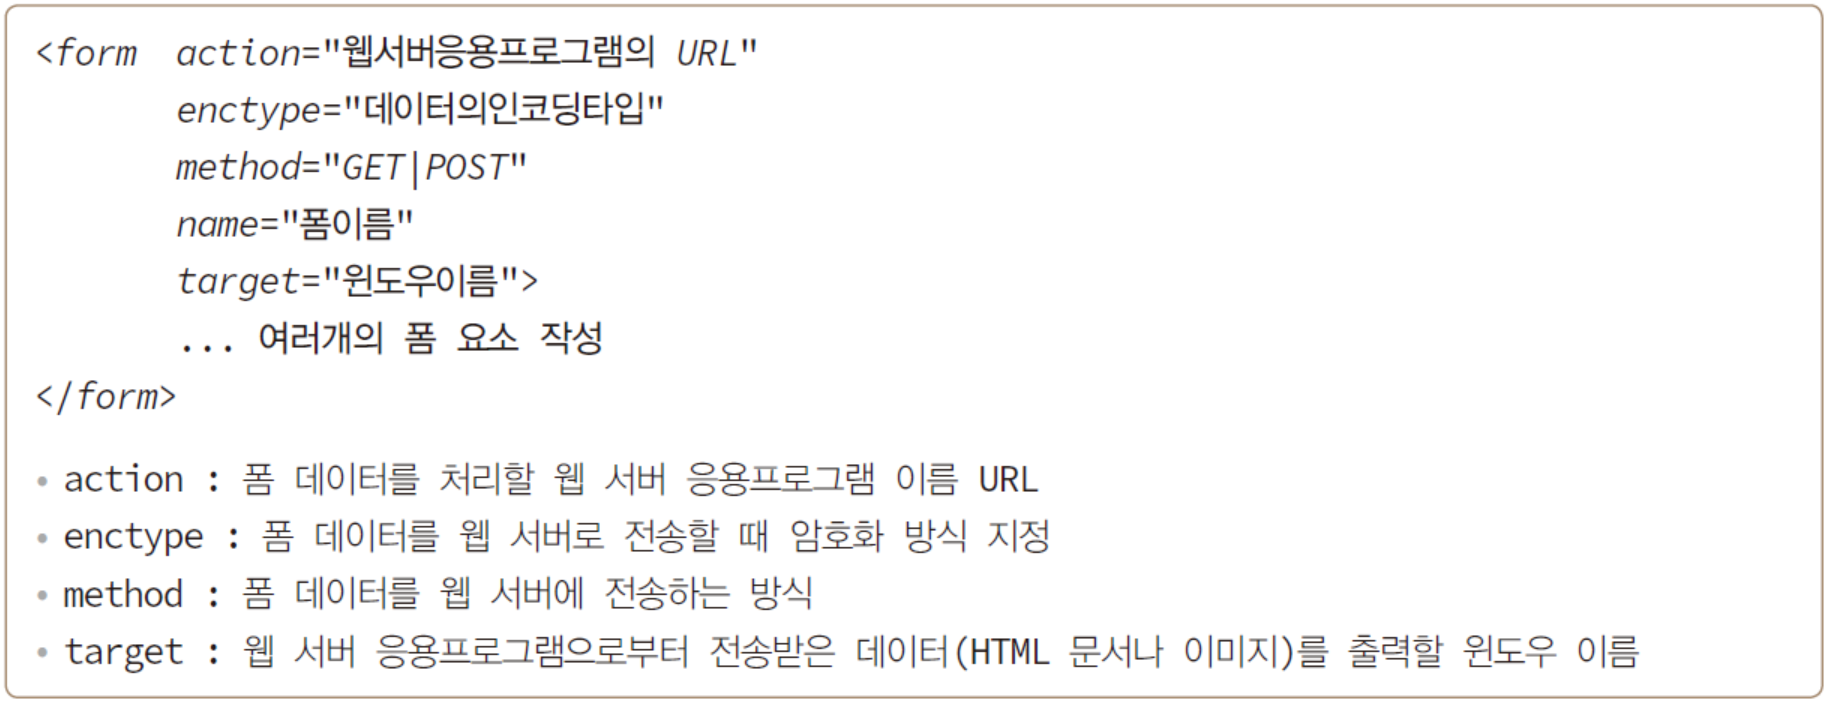 <form action="웹서버응용프로그램의 URL"
enctype="데이터의인코딩타입"
method="GET|POST"
name="폼이름"
target="윈도우이름">
... 여러개의 폼 요소 작성
</form>
• action : 폼 데이터를 처리할 웹 서버 응용프로그램 이름 URL
• enctype : 폼 데이터를 웹 서버로 전송할 때 암호화 방식 지정
• method : 폼 데이터를 웹 서버에 전송하는 방식
• target : 웹 서버 응용프로그램으로부터 전송받은 데이터(HTML 문서나 이미지)를 출력할 윈도우 이름